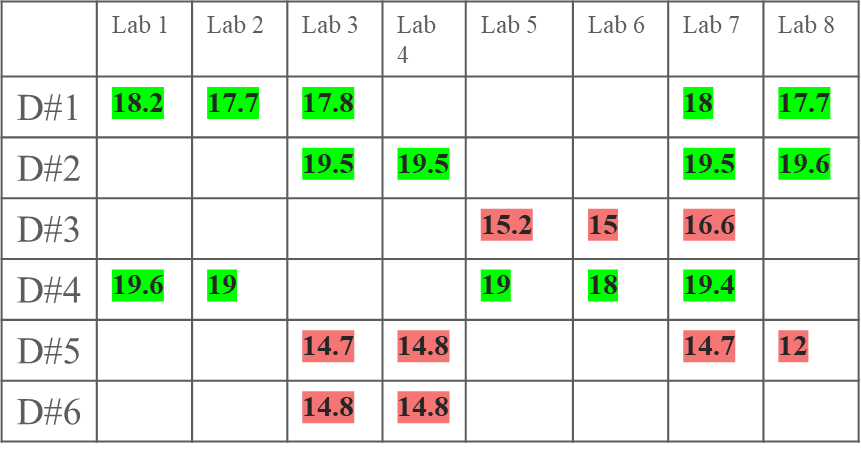 Lab 1 Lab 2 Lab 3 Lab 4 Lab 5 Lab 6 Lab 7 Lab 8
D#1 18.2 17.7 17.8 18 17.7
D#2 19.5 19.5 19.5 19.6
D#3 15.2 15 16.6
D#4 19.6 19 19 18 19.4
D#5 14.7 14.8 14.7 12
D#6 14.8 14.8